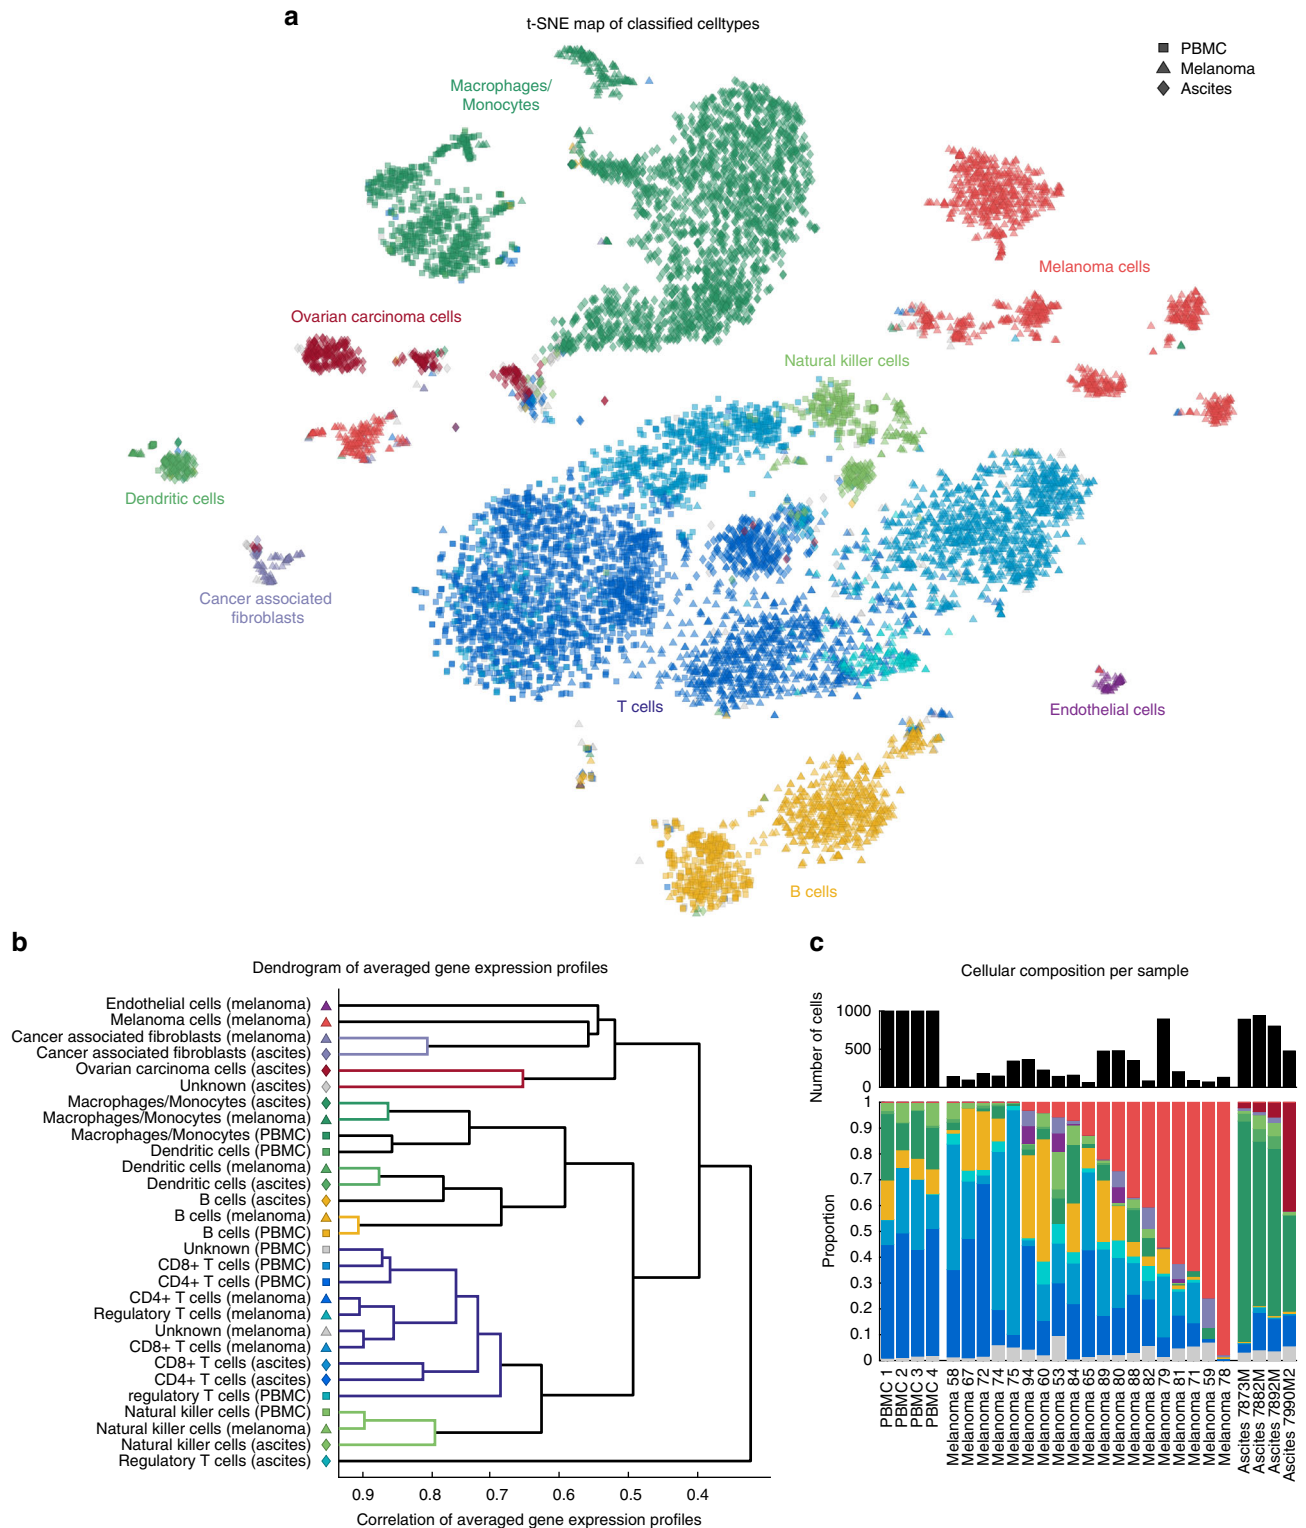 a
t-SNE map of classified celltypes
PBMC
Melanoma
Ascites
Macrophages/
Monocytes
Melanoma cells
Ovarian carcinoma cells
Natural killer cells
Dendritic cells
Cancer associated
fibroblasts
T cells
Endothelial cells
B cells
b
Dendrogram of averaged gene expression profiles
Endothelial cells (melanoma)
Melanoma cells (melanoma)
Cancer associated fibroblasts (melanoma)
Cancer associated fibroblasts (ascites)
Ovarian carcinoma cells (ascites)
Unknown (ascites)
Macrophages/Monocytes (ascites)
Macrophages/Monocytes (melanoma)
Macrophages/Monocytes (PBMC)
Dendritic cells (PBMC)
Dendritic cells (melanoma)
Dendritic cells (ascites)
B cells (ascites)
B cells (melanoma)
B cells (PBMC)
Unknown (PBMC)
CD8+ T cells (PBMC)
CD4+ T cells (PBMC)
CD4+ T cells (melanoma)
Regulatory T cells (melanoma)
Unknown (melanoma)
CD8+ T cells (melanoma)
CD8+ T cells (ascites)
CD4+ T cells (ascites)
regulatory T cells (PBMC)
Natural killer cells (PBMC)
Natural killer cells (melanoma)
Natural killer cells (ascites)
Regulatory T cells (ascites)
0.9 0.8 0.7 0.6 0.5 0.4
Correlation of averaged gene expression profiles
c
Cellular composition per sample
Number of cells
1000
500
0
Proportion
1
0.9
0.8
0.7
0.6
0.5
0.4
0.3
0.2
0.1
0
PBMC 1
PBMC 2
PBMC 3
PBMC 4
Melanoma 58
Melanoma 67
Melanoma 72
Melanoma 74
Melanoma 75
Melanoma 94
Melanoma 60
Melanoma 53
Melanoma 84
Melanoma 65
Melanoma 89
Melanoma 80
Melanoma 88
Melanoma 82
Melanoma 79
Melanoma 81
Melanoma 71
Melanoma 59
Melanoma 78
Ascites 7873M
Ascites 7882M
Ascites 7892M
Ascites 7990M2